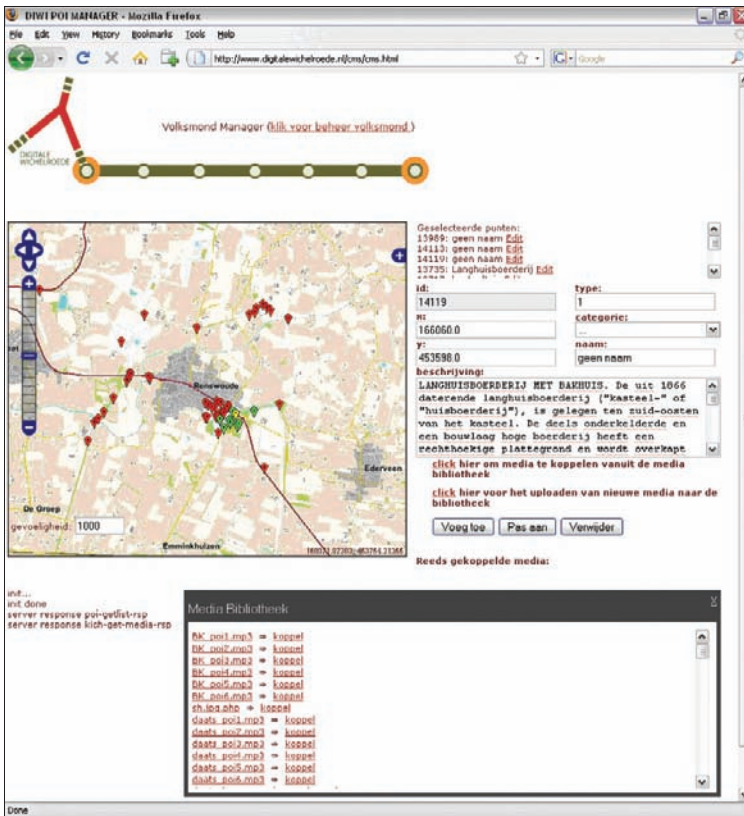 DIWI POI MANAGER - Mozilla Firefox
File Edit View History Bookmarks Tools Help
http://www.digitalewichelroede.nl/cms/cms.html
Google
DIGITALE
WICHELROEDE
Volksmond Manager (klik voor beheer volksmond )
Renswoude
Ederveen
De Groep
Emminkhuizen
gevoeligheid: 1000
Geselecteerde punten:
13989: geen naam Edit
14113: geen naam Edit
14119: geen naam Edit
13735: Langhuisboerderij Edit
id:
type:
14119
1
x:
categorie:
166060.0
...
y:
naam:
453598.0
geen naam
beschrijving:
LANGHUISBOERDERIJ MET BAKHUIS. De uit 1866
daterende langhuisboerderij ("kasteel-" of
"huisboerderij"), is gelegen ten zuid-oosten
van het kasteel. De deels onderkelderde en
een bouwlaag hoge boerderij heeft een
rechthoekige plattegrond en wordt overkapt
click hier om media te koppelen vanuit de media
bibliotheek
click hier voor het uploaden van nieuwe media naar de
bibliotheek
Voeg toe Pas aan Verwijder
Reeds gekoppelde media:
init...
init done
server response poi-getlist-rsp
server response kich-get-media-rsp
Media Bibliotheek
X
BK_poi1.mp3 => koppel
BK_poi2.mp3 => koppel
BK_poi3.mp3 => koppel
BK_poi4.mp3 => koppel
BK_poi5.mp3 => koppel
BK_poi6.mp3 => koppel
sh.jpg.php => koppel
daats_poi1.mp3 => koppel
daats_poi2.mp3 => koppel
daats_poi3.mp3 => koppel
daats_poi4.mp3 => koppel
daats_poi5.mp3 => koppel
daats_poi6.mp3 => koppel
Done